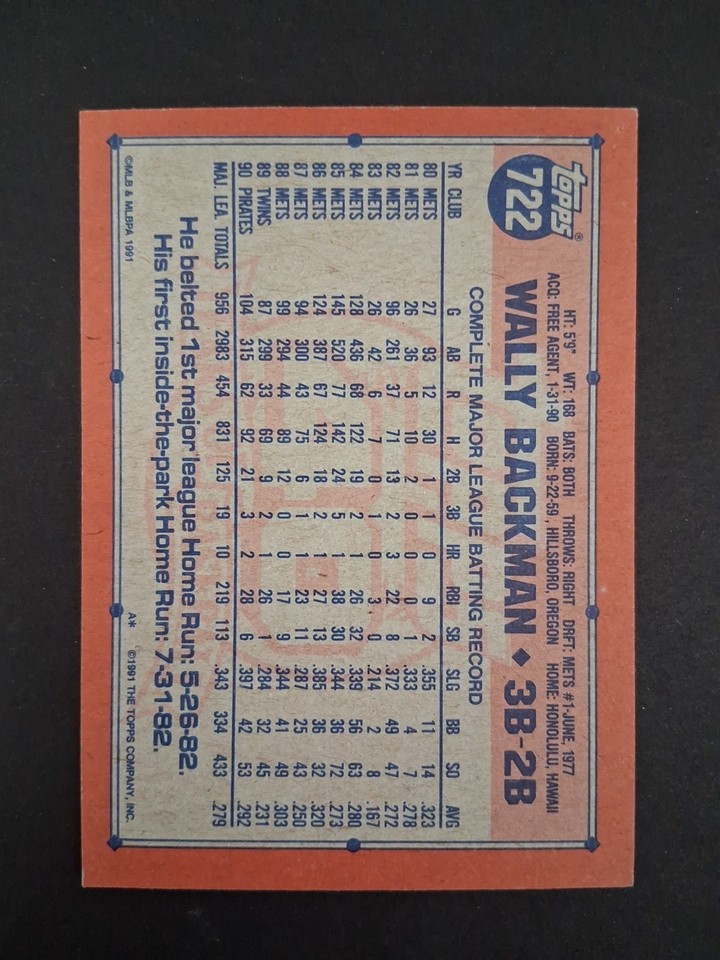 topps®
722
HT: 5'9" WT: 168 BATS: BOTH THROWS: RIGHT DRFT: METS #1-JUNE, 1977
ACQ: FREE AGENT, 1-31-90 BORN: 9-22-59, HILLSBORO, OREGON HOME: HONOLULU, HAWAII
WALLY BACKMAN ♦ 3B-2B
COMPLETE MAJOR LEAGUE BATTING RECORD
YR CLUB G AB R H 2B 3B HR RBI SB SLG BB SO AVG
80 METS 27 93 12 30 1 1 0 9 2 .355 11 14 .323
81 METS 26 36 5 10 2 0 0 0 1 .333 4 7 .278
82 METS 96 261 37 71 13 2 3 22 8 .372 49 47 .272
83 METS 26 42 6 7 0 1 0 3 0 .214 2 8 .167
84 METS 128 436 68 122 19 2 1 26 32 .339 56 63 .280
85 METS 145 520 77 142 24 5 1 38 30 .344 36 72 .273
86 METS 124 387 67 124 18 2 1 27 13 .385 36 32 .320
87 METS 94 300 43 75 6 1 1 23 11 .287 25 43 .250
88 METS 99 294 44 89 12 0 0 17 9 .344 41 49 .303
89 TWINS 87 299 33 69 9 2 1 26 1 .284 32 45 .231
90 PIRATES 104 315 62 92 21 3 2 28 6 .397 42 53 .292
MAJ. LEA. TOTALS 956 2983 454 831 125 19 10 219 113 .343 334 433 .279
He belted 1st major league Home Run: 5-26-82.
His first inside-the-park Home Run: 7-31-82.
©MLB & MLBPA 1991 A* ©1991 THE TOPPS COMPANY, INC.